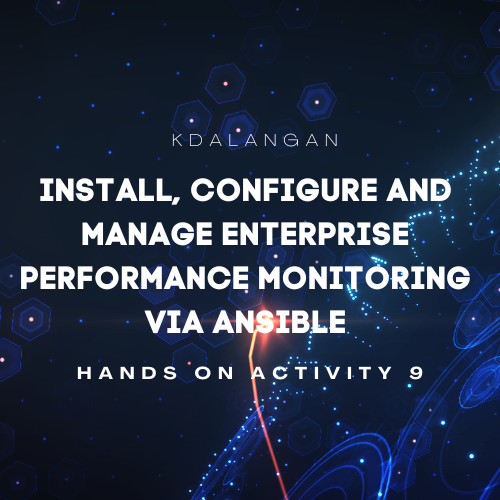 KDALANGAN
INSTALL, CONFIGURE AND
MANAGE ENTERPRISE
PERFORMANCE MONITORING
VIA ANSIBLE
HANDS ON ACTIVITY 9